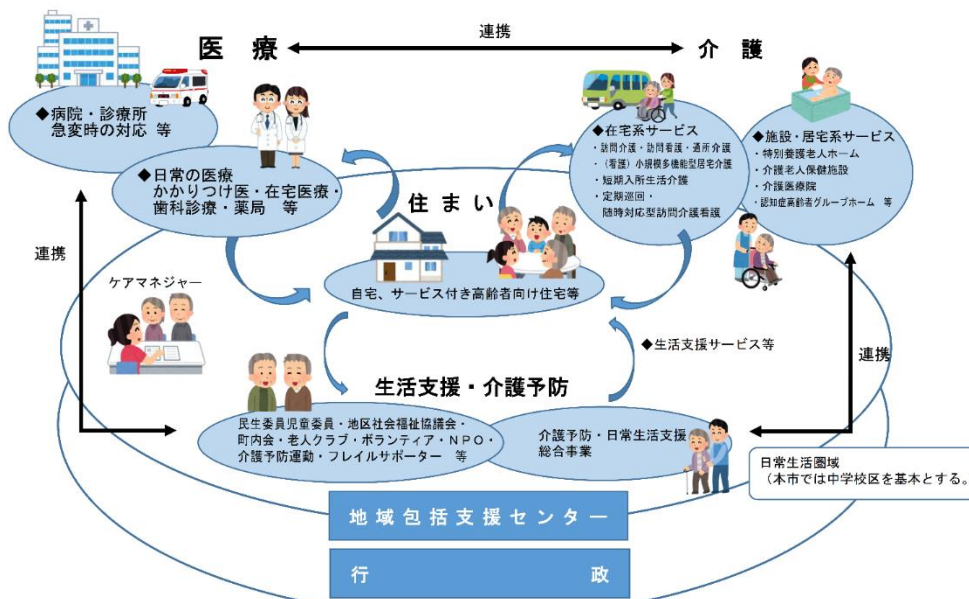 連携
医 療
介 護
◆病院・診療所
急変時の対応 等
◆日常の医療
かかりつけ医・在宅医療・
歯科診療・薬局 等
◆在宅系サービス
・訪問介護・訪問看護・通所介護
・（看護）小規模多機能型居宅介護
・短期入所生活介護
・定期巡回・
随時対応型訪問介護看護
◆施設・居宅系サービス
・特別養護老人ホーム
・介護老人保健施設
・介護医療院
・認知症高齢者グループホーム 等
住まい
自宅、サービス付き高齢者向け住宅等
連携
ケアマネジャー
◆生活支援サービス等
連携
生活支援・介護予防
民生委員児童委員・地区社会福祉協議会・
町内会・老人クラブ・ボランティア・ＮＰＯ・
介護予防運動・フレイルサポーター 等
介護予防・日常生活支援
総合事業
日常生活圏域
（本市では中学校区を基本とする。
地域包括支援センター
行 政